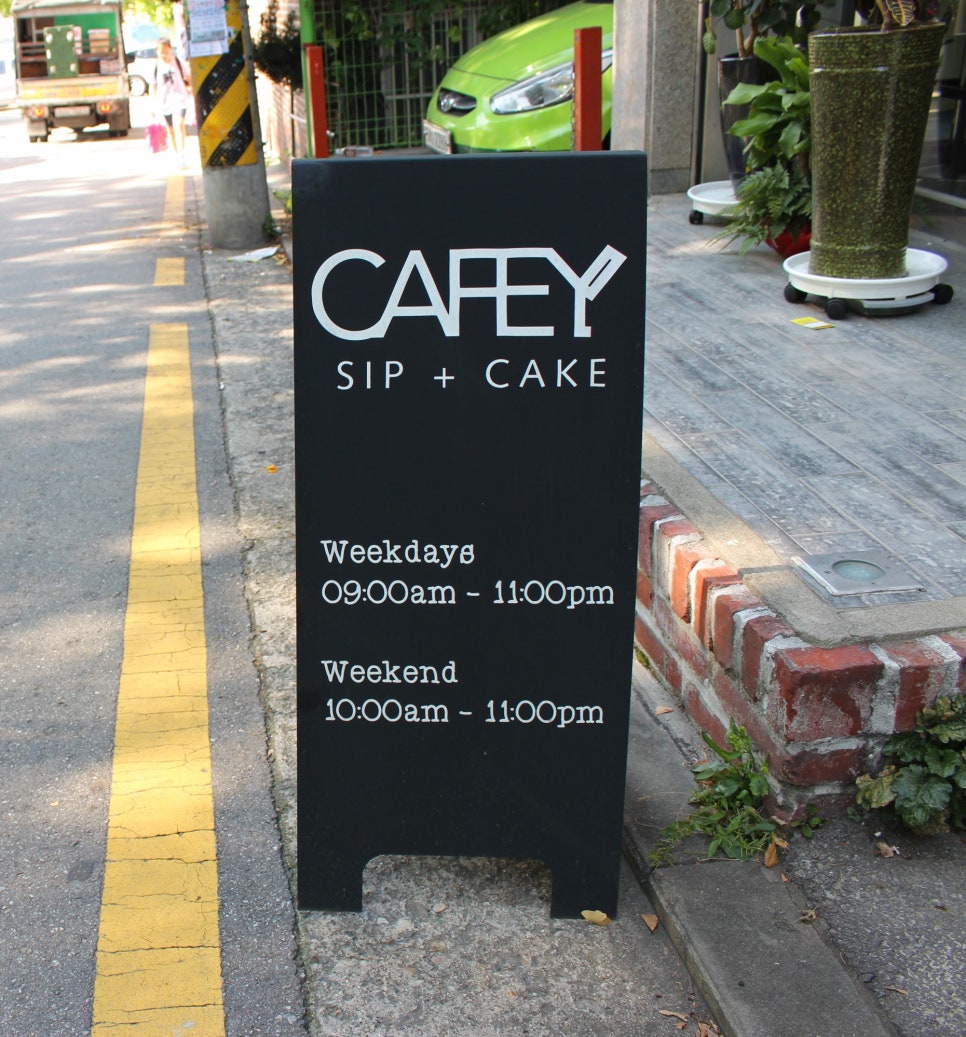 CAFEY
SIP + CAKE
Weekdays
09:00am - 11:00pm
Weekend
10:00am - 11:00pm